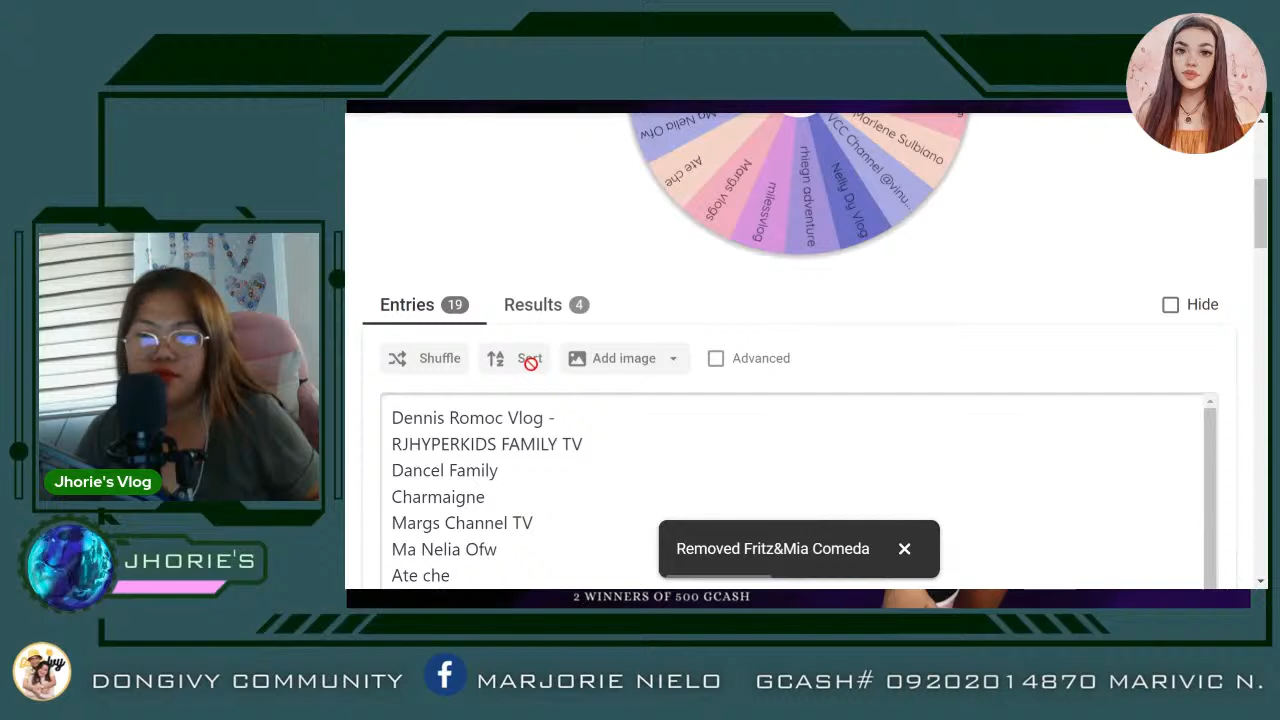 Ma Nelia Ofw
Ate che
Margs vlogs
milessvlog
rhiegn adventure
Nelly Dy Vlog
VCC Channel @vinu...
Marlene Sulbiano
Entries 19
Results 4
Hide
Shuffle
Sort
Add image
Advanced
Dennis Romoc Vlog -
RJHYPERKIDS FAMILY TV
Dancel Family
Charmaigne
Margs Channel TV
Ma Nelia Ofw
Ate che
Removed Fritz&Mia Comeda
2 WINNERS OF 500 GCASH
JHV
Jhorie's Vlog
JHORIE'S
DONGIVY COMMUNITY
f
MARJORIE NIELO
GCASH# 09202014870 MARIVIC N.